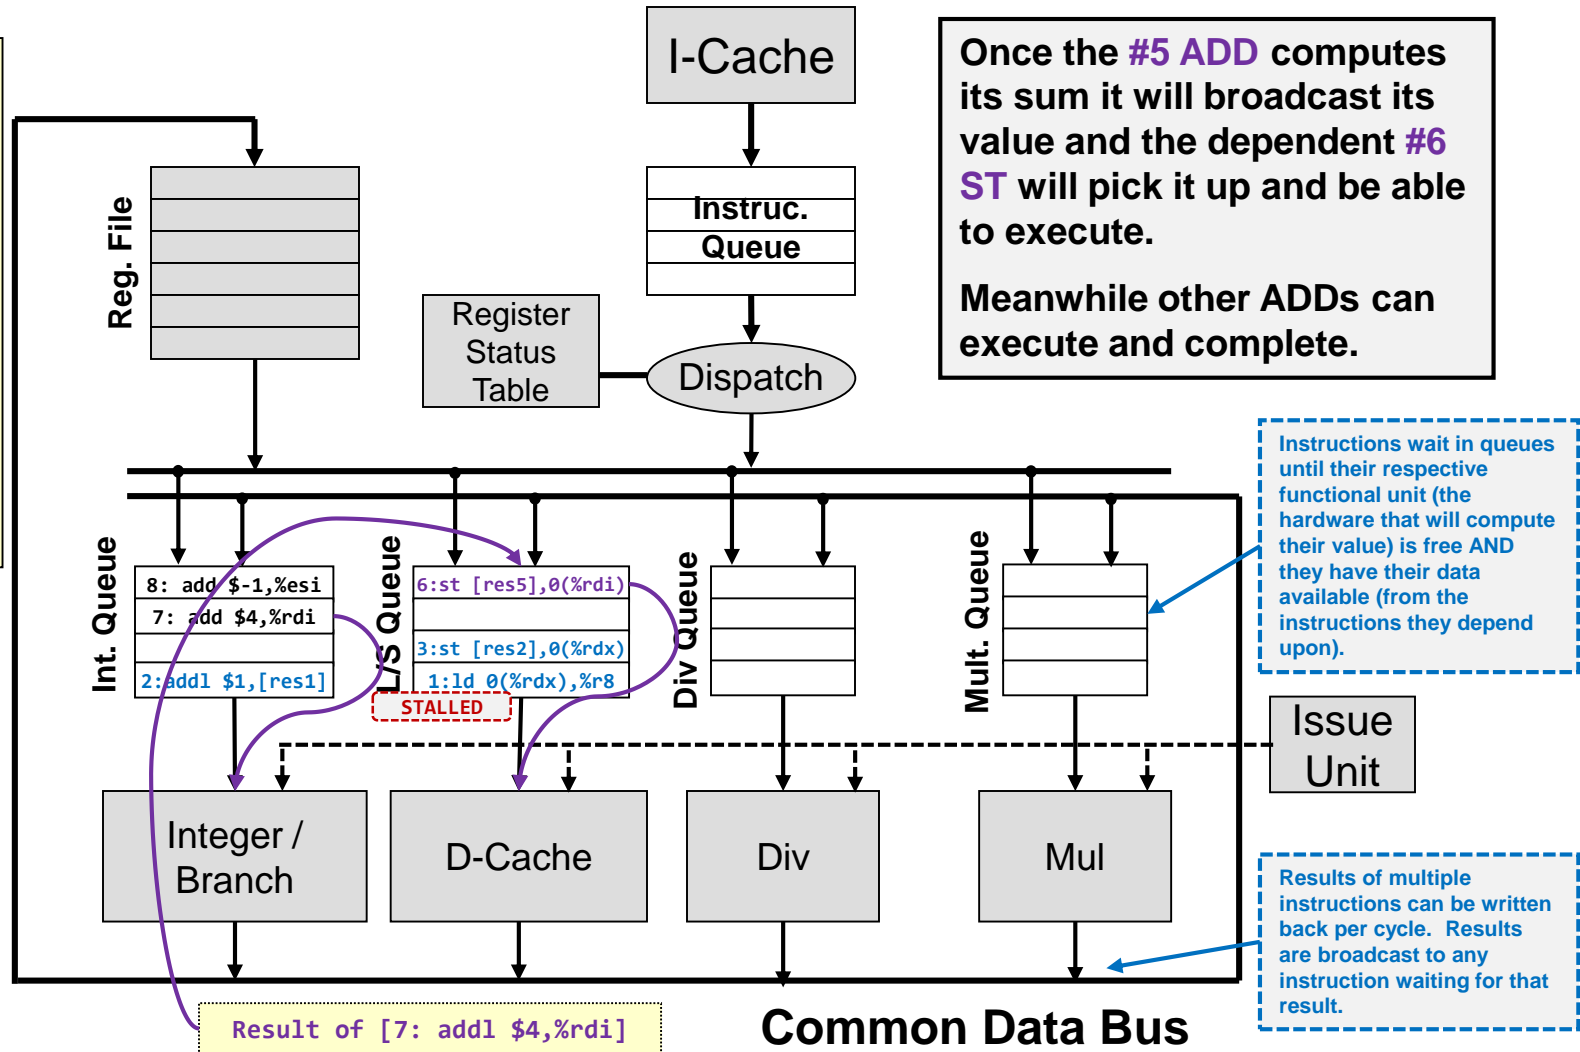 I-Cache
Once the #5 ADD computes
its sum it will broadcast its
value and the dependent #6
ST will pick it up and be able
to execute.
Meanwhile other ADDs can
execute and complete.
Reg. File
Instruc.
Queue
Register
Status
Table
Dispatch
Instructions wait in queues
until their respective
functional unit (the
hardware that will compute
their value) is free AND
they have their data
available (from the
instructions they depend
upon).
Int. Queue
8: add $-1,%esi
7: add $4,%rdi
2:addl $1,[res1]
L/S Queue
6:st [res5],0(%rdi)
3:st [res2],0(%rdx)
1:ld 0(%rdx),%r8
STALLED
Div Queue
Mult. Queue
Issue
Unit
Integer /
Branch
D-Cache
Div
Mul
Results of multiple
instructions can be written
back per cycle. Results
are broadcast to any
instruction waiting for that
result.
Result of [7: addl $4,%rdi]
Common Data Bus